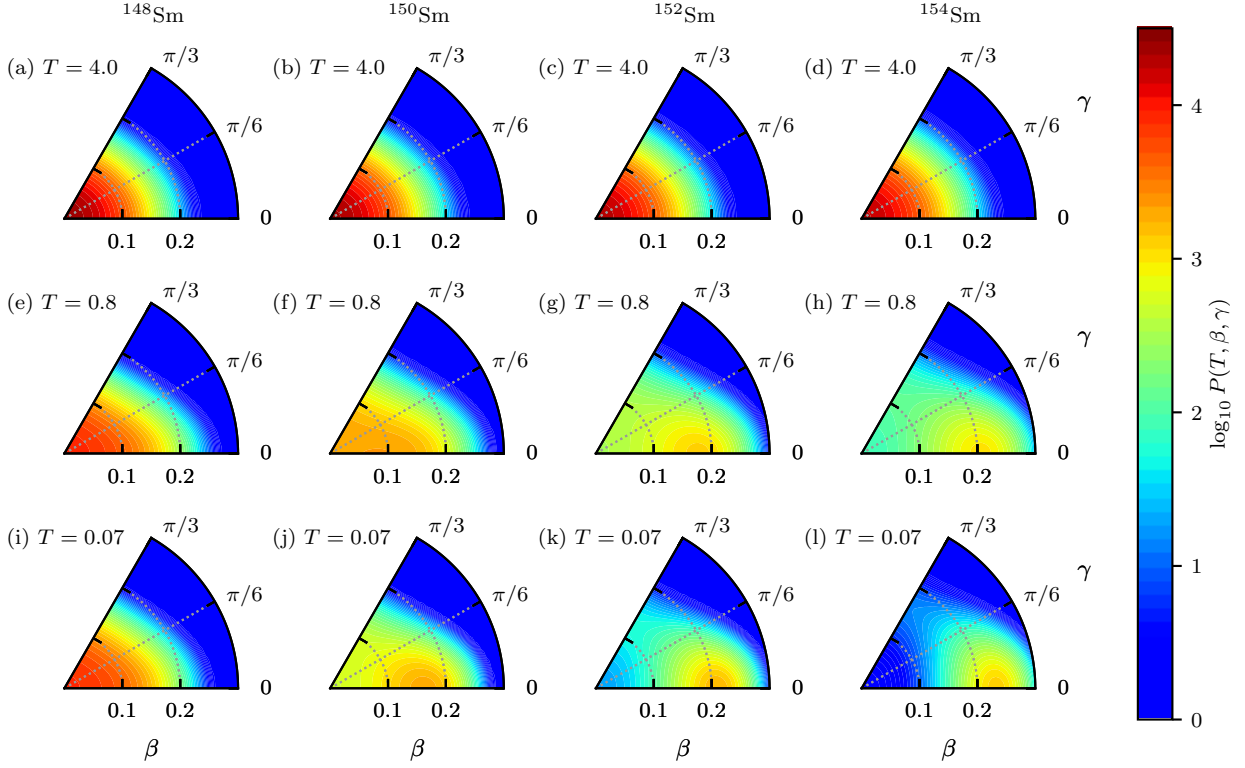 ¹⁴⁸Sm ¹⁵⁰Sm ¹⁵²Sm ¹⁵⁴Sm
(a) T = 4.0 π/3 (b) T = 4.0 π/3 (c) T = 4.0 π/3 (d) T = 4.0 π/3
γ
4
π/6 π/6 π/6 π/6
0 0 0 0
0.1 0.2 0.1 0.2 0.1 0.2 0.1 0.2
3
(e) T = 0.8 π/3 (f) T = 0.8 π/3 (g) T = 0.8 π/3 (h) T = 0.8 π/3
γ
π/6 π/6 π/6 π/6
log₁₀ P(T, β, γ)
2
0 0 0 0
0.1 0.2 0.1 0.2 0.1 0.2 0.1 0.2
(i) T = 0.07 π/3 (j) T = 0.07 π/3 (k) T = 0.07 π/3 (l) T = 0.07 π/3
1
γ
π/6 π/6 π/6 π/6
0 0 0 0
0.1 0.2 0.1 0.2 0.1 0.2 0.1 0.2
0
β β β β